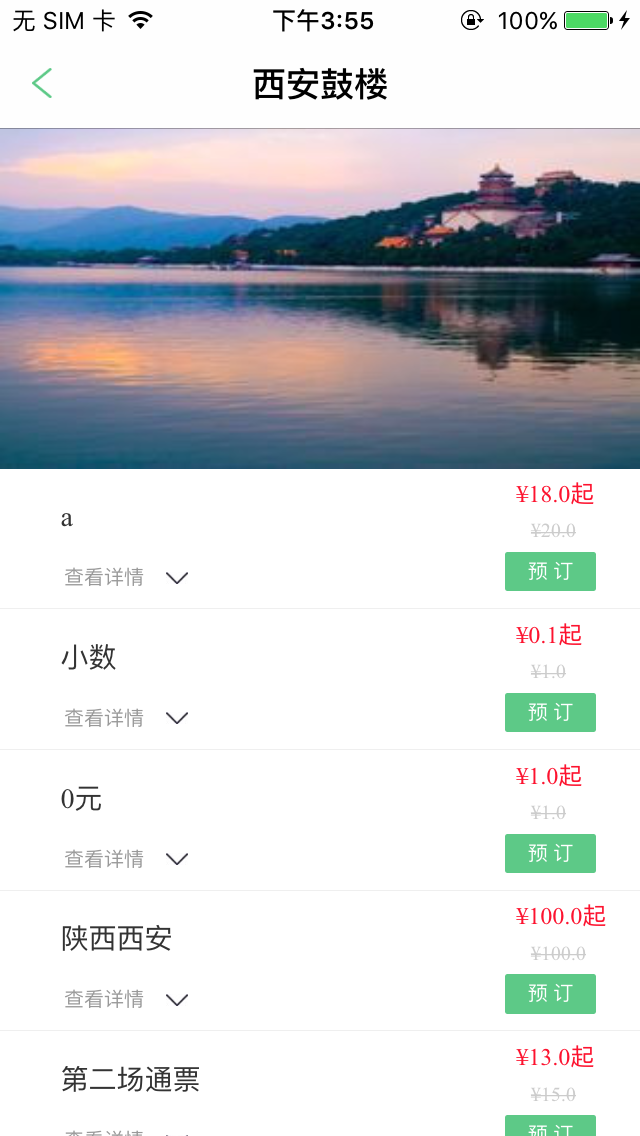 无 SIM 卡 下午3:55 100%
西安鼓楼
a
¥18.0起
¥20.0
查看详情
预 订
小数
¥0.1起
¥1.0
查看详情
预 订
0元
¥1.0起
¥1.0
查看详情
预 订
陕西西安
¥100.0起
¥100.0
查看详情
预 订
第二场通票
¥13.0起
¥15.0
查看详情
预 订